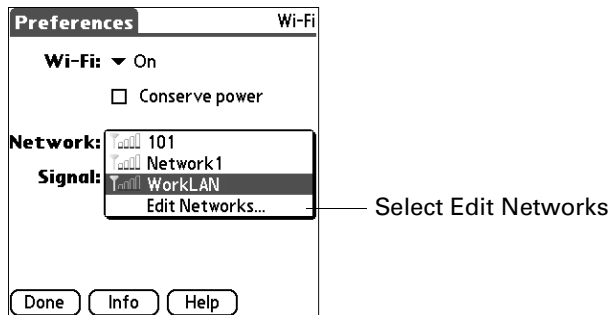 Preferences Wi-Fi
Wi-Fi: On
Conserve power
Network: 101
Network1
Signal: WorkLAN
Edit Networks... Select Edit Networks
Done Info Help